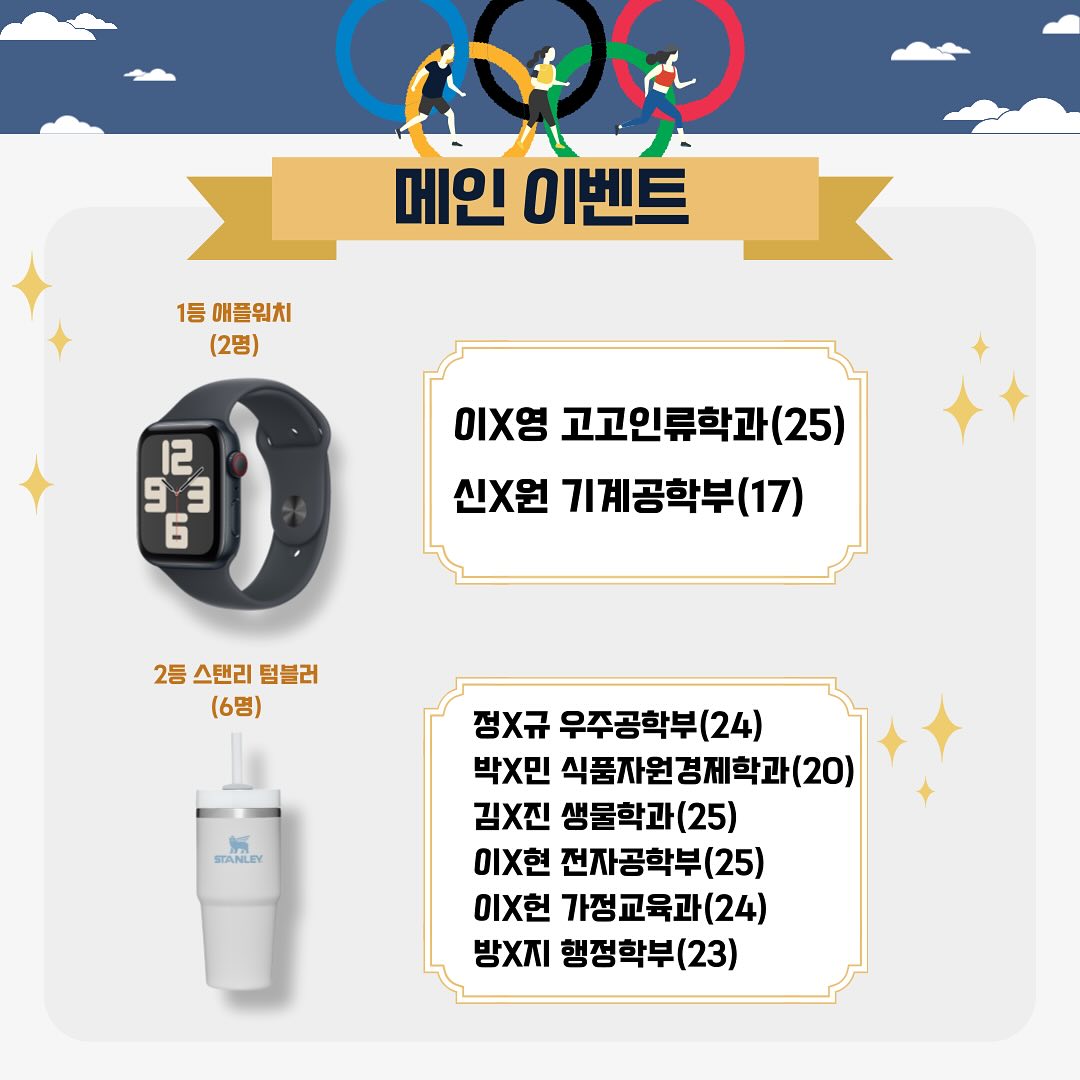 메인 이벤트
1등 애플워치
(2명)
이X영 고고인류학과(25)
신X원 기계공학부(17)
12
9 3
6
2등 스탠리 텀블러
(6명)
정X규 우주공학부(24)
박X민 식품자원경제학과(20)
김X진 생물학과(25)
이X현 전자공학부(25)
이X헌 가정교육과(24)
방X지 행정학부(23)
STANLEY